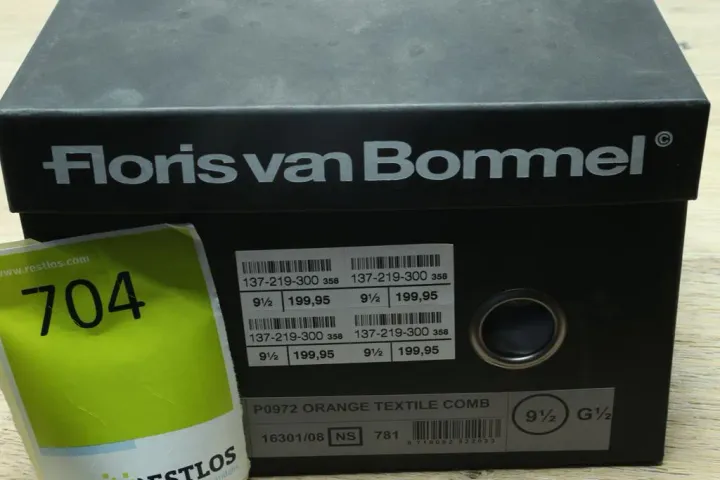 Floris van Bommel©
www.restlos.com
704
RESTLOS
137-219-300 358 137-219-300 358
9½ 199,95 9½ 199,95
137-219-300 358 137-219-300 358
9½ 199,95 9½ 199,95
P0972 ORANGE TEXTILE COMB
16301/08 NS 781
9½ G½